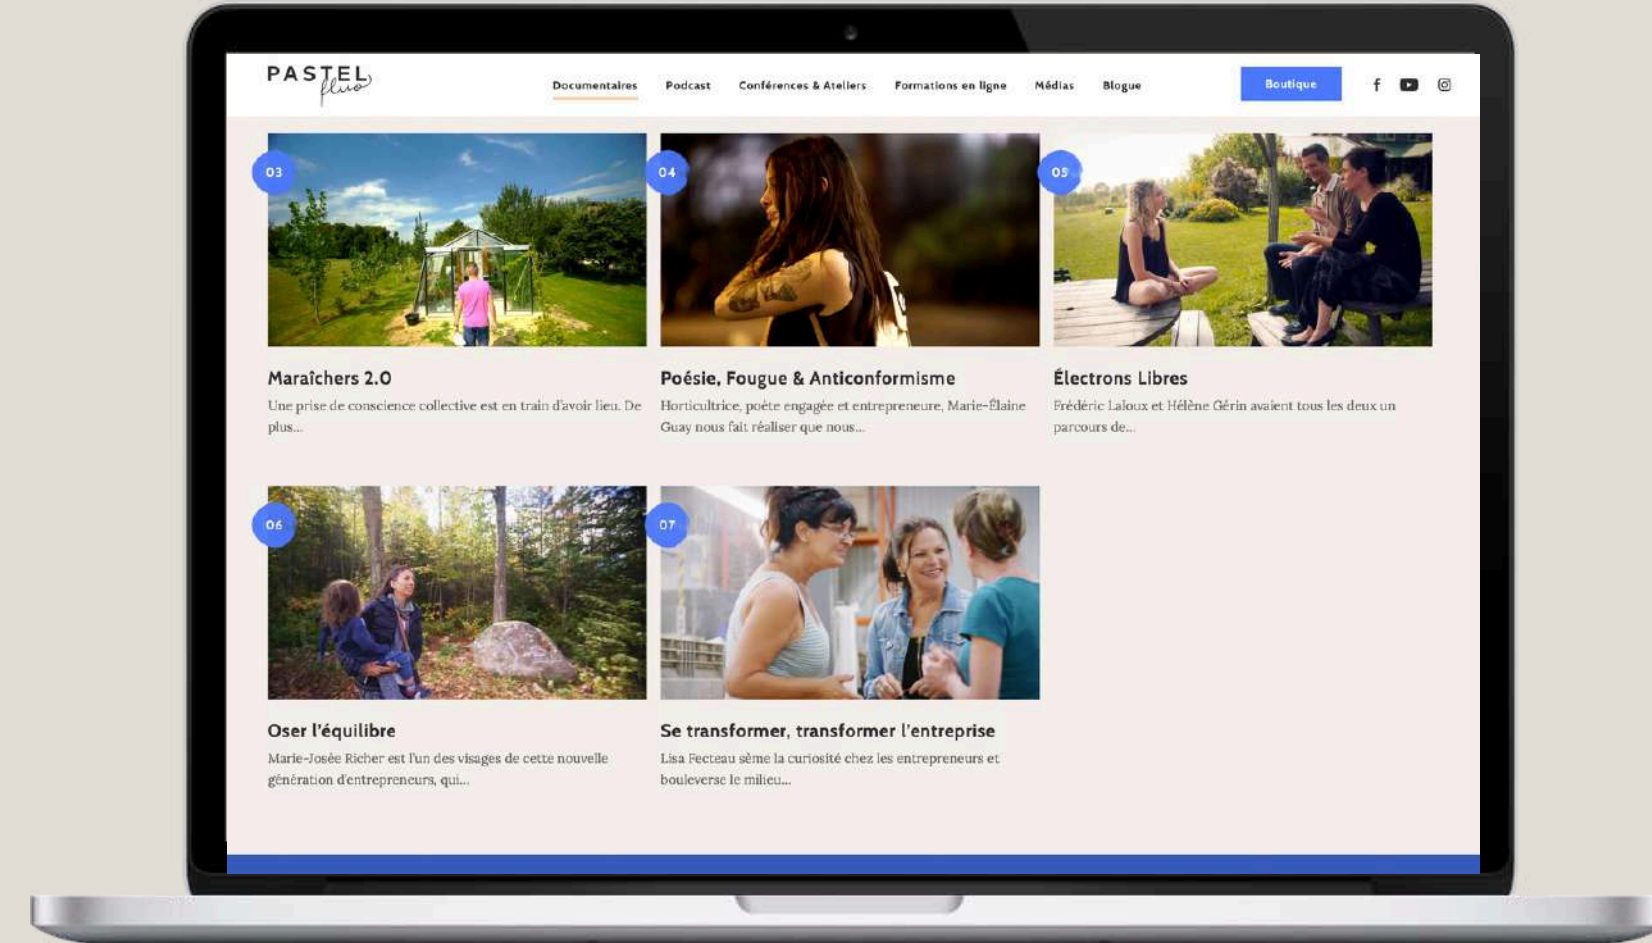 PASTEL
fluo
Documentaires Podcast Conférences & Ateliers Formations en ligne Médias Blogue Boutique
03
04
05
Maraîchers 2.0
Une prise de conscience collective est en train d'avoir lieu. De
plus...
Poésie, Fougue & Anticonformisme
Horticultrice, poète engagée et entrepreneure, Marie-Élaine
Guay nous fait réaliser que nous...
Électrons Libres
Frédéric Laloux et Hélène Gérin avaient tous les deux un
parcours de...
06
07
Oser l'équilibre
Marie-Josée Richer est l'un des visages de cette nouvelle
génération d'entrepreneurs, qui...
Se transformer, transformer l'entreprise
Lisa Fecteau sème la curiosité chez les entrepreneurs et
bouleverse le milieu...